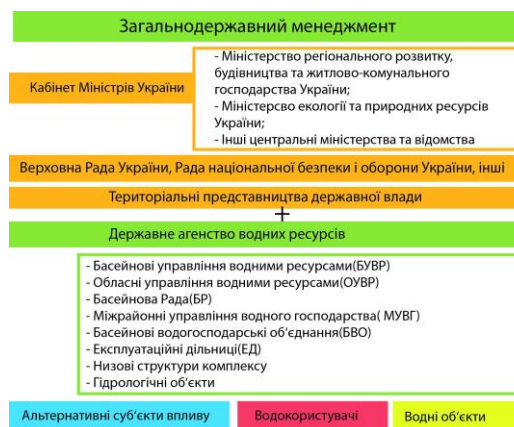 Загальнодержавний менеджмент
Кабінет Міністрів України
- Міністерство регіонального розвитку,
будівництва та житлово-комунального
господарства України;
- Міністерсво екології та природних ресурсів
України;
- Інші центральні міністерства та відомства
Верховна Рада України, Рада національної безпеки і оборони України, інші
Територіальні представництва державної влади
+
Державне агенство водних ресурсів
- Басейнові управління водними ресурсами(БУВР)
- Обласні управління водними ресурсами(ОУВР)
- Басейнова Рада(БР)
- Міжрайонні управління водного господарства( МУВГ)
- Басейнові водогосподарські об‘єднання(БВО)
- Експлуатаційні дільниці(ЕД)
- Низові структури комплексу
- Гідрологічні об‘єкти
Альтернативні суб‘єкти впливу
Водокористувачі
Водні об‘єкти